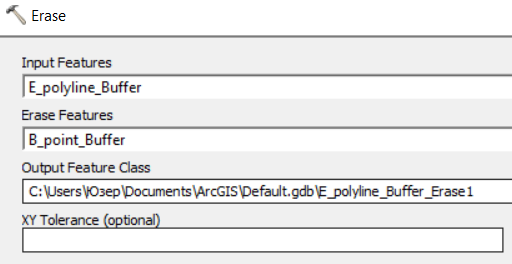 Erase
Input Features
E_polyline_Buffer
Erase Features
B_point_Buffer
Output Feature Class
C:\Users\Юзер\Documents\ArcGIS\Default.gdb\E_polyline_Buffer_Erase1
XY Tolerance (optional)